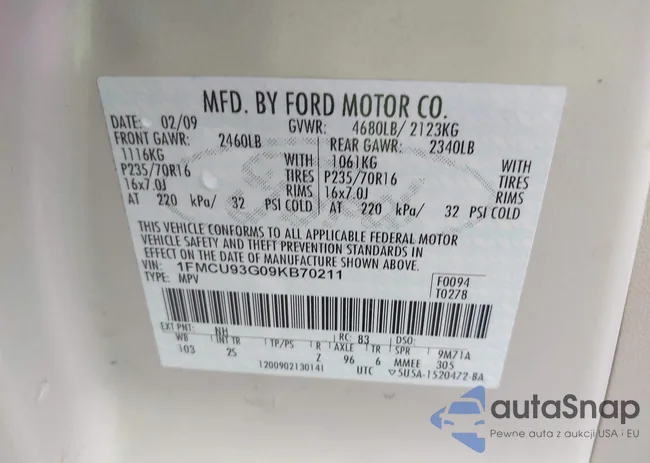 MFD. BY FORD MOTOR CO.
DATE: 02/09 GVWR: 4680LB/ 2123KG
FRONT GAWR: 2460LB REAR GAWR: 2340LB
1116KG WITH 1061KG WITH
P235/70R16 TIRES P235/70R16 TIRES
16x7.0J RIMS 16x7.0J RIMS
AT 220 kPa/ 32 PSI COLD AT 220 kPa/ 32 PSI COLD
THIS VEHICLE CONFORMS TO ALL APPLICABLE FEDERAL MOTOR
VEHICLE SAFETY AND THEFT PREVENTION STANDARDS IN
EFFECT ON THE DATE OF MANUFACTURE SHOWN ABOVE.
VIN: 1FMCU93G09KB70211
TYPE: MPV
F0094
T0278
EXT PNT: NH RC: 83 DSO:
WB INT TR TP/PS R AXLE TR SPR 9M71A
103 25 Z 96 6 MMEE 305
1200902130141 UTC 5U5A-1520472-BA
autaSnap
Pewne auta z aukcji USA i EU